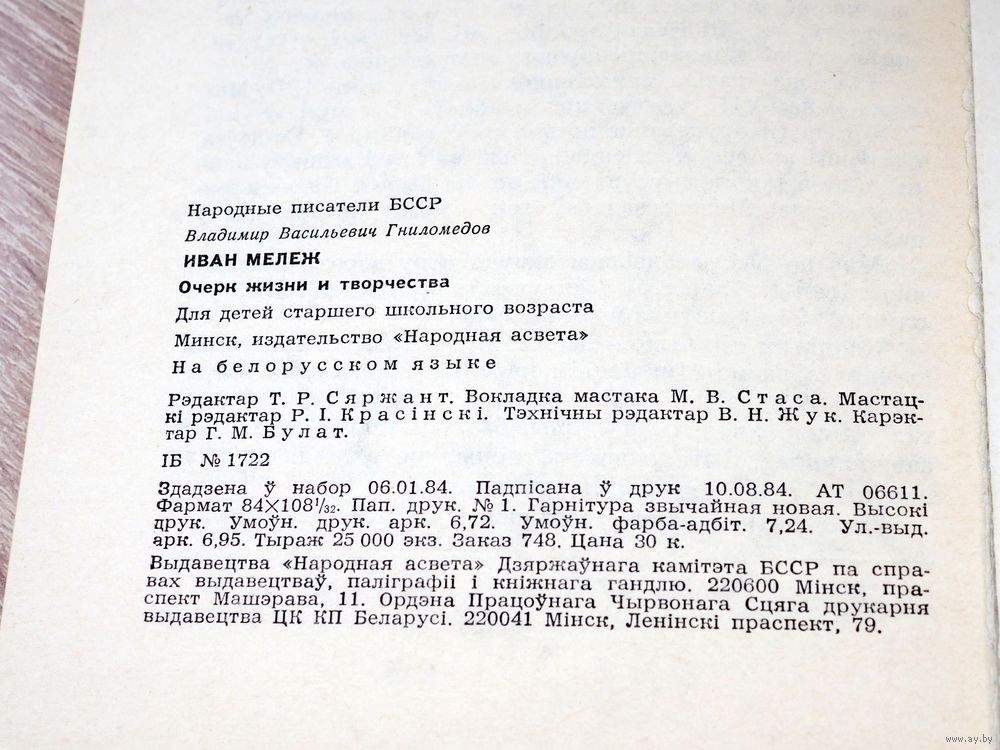 Народные писатели БССР
Владимир Васильевич Гниломедов
ИВАН МЕЛЕЖ
Очерк жизни и творчества
Для детей старшего школьного возраста
Минск, издательство «Народная асвета»
На белорусском языке
Рэдактар Т. Р. Сяржант. Вокладка мастака М. В. Стаса. Мастац-
кі рэдактар Р. І. Красінскі. Тэхнічны рэдактар В. Н. Жук. Карэк-
тар Г. М. Булат.
ІБ № 1722
Здадзена ў набор 06.01.84. Падпісана ў друк 10.08.84. АТ 06611.
Фармат 84×108¹/₃₂. Пап. друк. № 1. Гарнітура звычайная новая. Высокі
друк. Умоўн. друк. арк. 6,72. Умоўн. фарба-адбіт. 7,24. Ул.-выд.
арк. 6,95. Тыраж 25 000 экз. Заказ 748. Цана 30 к.
Выдавецтва «Народная асвета» Дзяржаўнага камітэта БССР па спра-
вах выдавецтваў, паліграфіі і кніжнага гандлю. 220600 Мінск, пра-
спект Машэрава, 11. Ордэна Працоўнага Чырвонага Сцяга друкарня
выдавецтва ЦК КП Беларусі. 220041 Мінск, Ленінскі праспект, 79.
www.ay.by